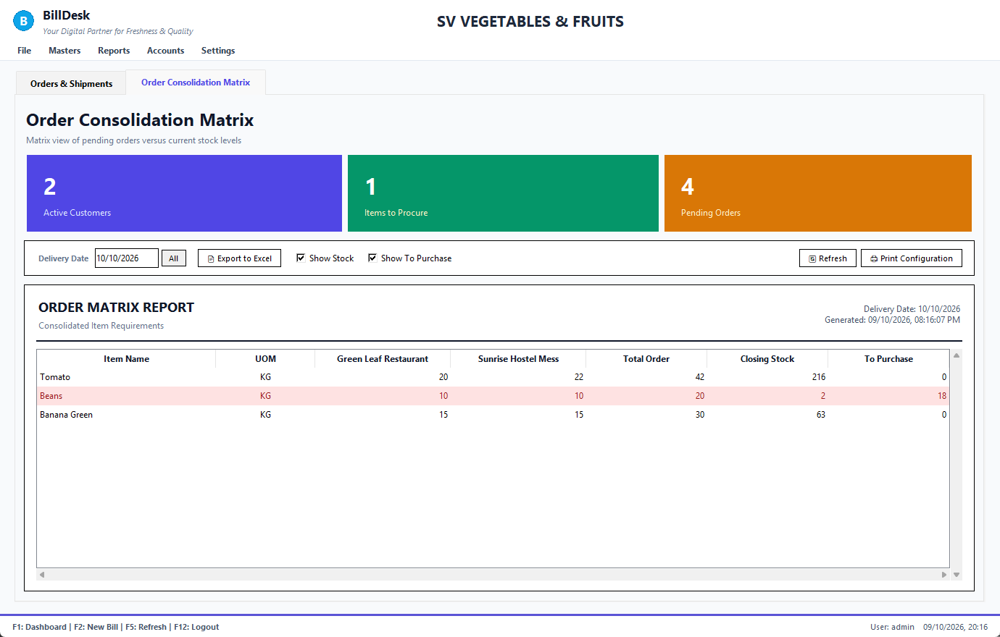 B
BillDesk
Your Digital Partner for Freshness & Quality
SV VEGETABLES & FRUITS
File Masters Reports Accounts Settings
Orders & Shipments Order Consolidation Matrix
Order Consolidation Matrix
Matrix view of pending orders versus current stock levels
2
Active Customers
1
Items to Procure
4
Pending Orders
Delivery Date 10/10/2026 All Export to Excel Show Stock Show To Purchase Refresh Print Configuration
ORDER MATRIX REPORT
Consolidated Item Requirements
Delivery Date: 10/10/2026
Generated: 09/10/2026, 08:16:07 PM
Item Name UOM Green Leaf Restaurant Sunrise Hostel Mess Total Order Closing Stock To Purchase
Tomato KG 20 22 42 216 0
Beans KG 10 10 20 2 18
Banana Green KG 15 15 30 63 0
F1: Dashboard | F2: New Bill | F5: Refresh | F12: Logout
User: admin 09/10/2026, 20:16